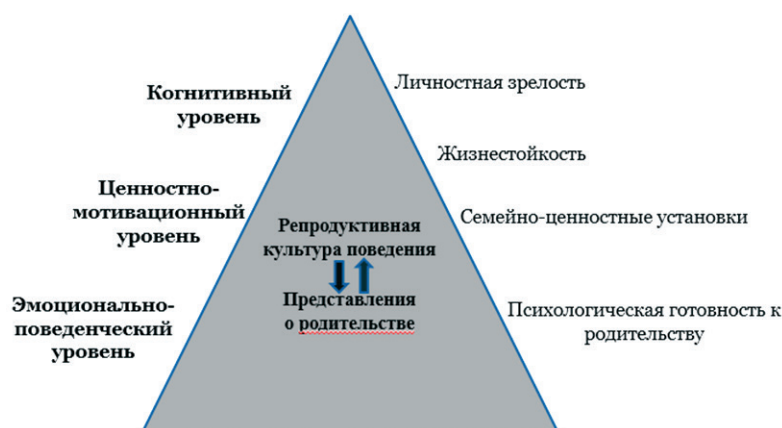 Когнитивный
уровень
Ценностно-
мотивационный
уровень
Эмоционально-
поведенческий
уровень
Репродуктивная
культура поведения
Представления
о родительстве
Личностная зрелость
Жизнестойкость
Семейно-ценностные установки
Психологическая готовность к
родительству